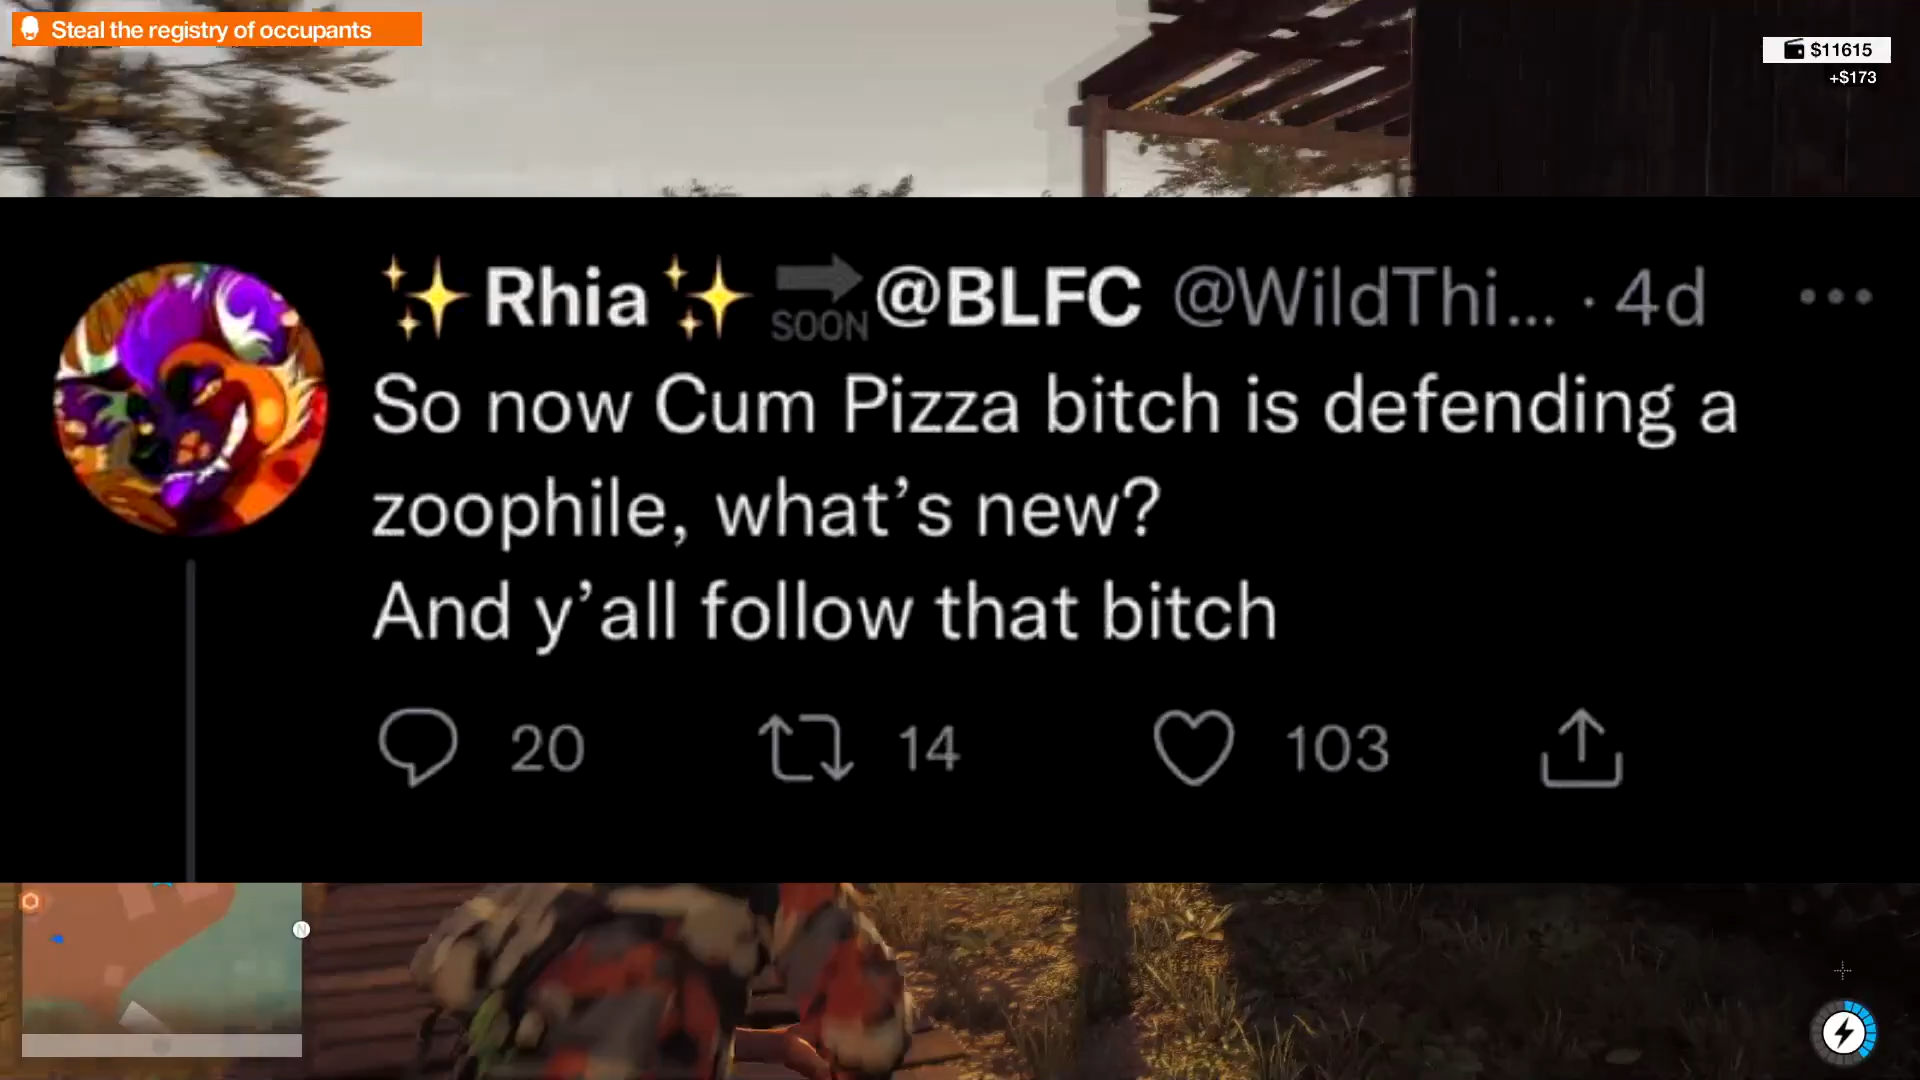 Steal the registry of occupants
$11615
+$173
✨Rhia✨ SOON @BLFC @WildThi... · 4d
So now Cum Pizza bitch is defending a
zoophile, what’s new?
And y’all follow that bitch
20 14 103
N